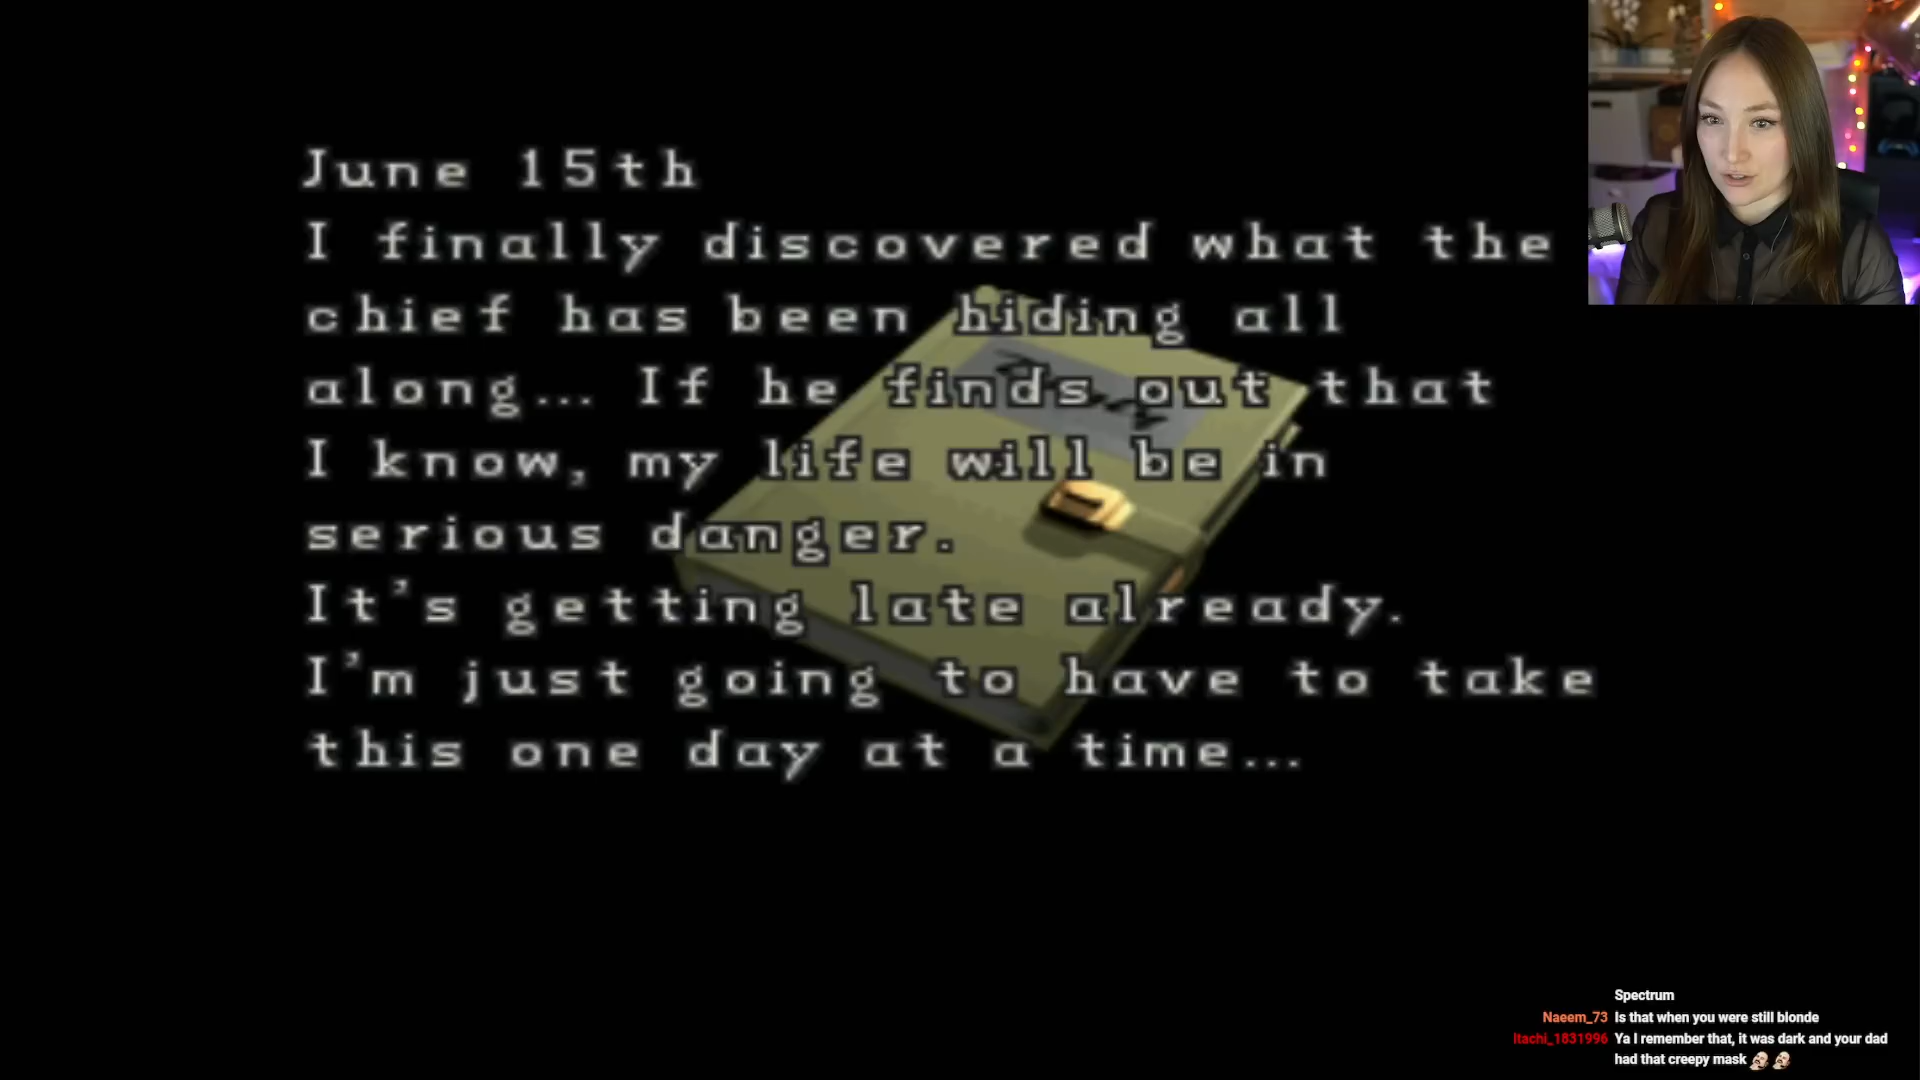 June 15th
I finally discovered what the
chief has been hiding all
along... If he finds out that
I know, my life will be in
serious danger.
It's getting late already.
I'm just going to have to take
this one day at a time...
Diary
Spectrum
Naeem_73 Is that when you were still blonde
Itachi_1831996 Ya I remember that, it was dark and your dad
had that creepy mask